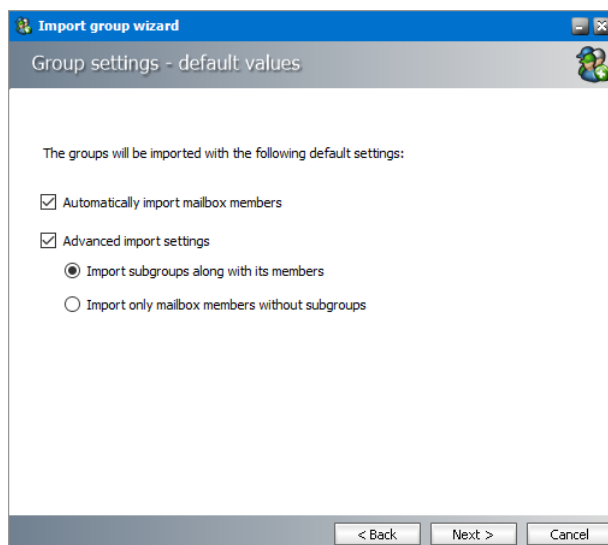 Import group wizard
Group settings - default values
The groups will be imported with the following default settings:
Automatically import mailbox members
Advanced import settings
Import subgroups along with its members
Import only mailbox members without subgroups
< Back Next > Cancel